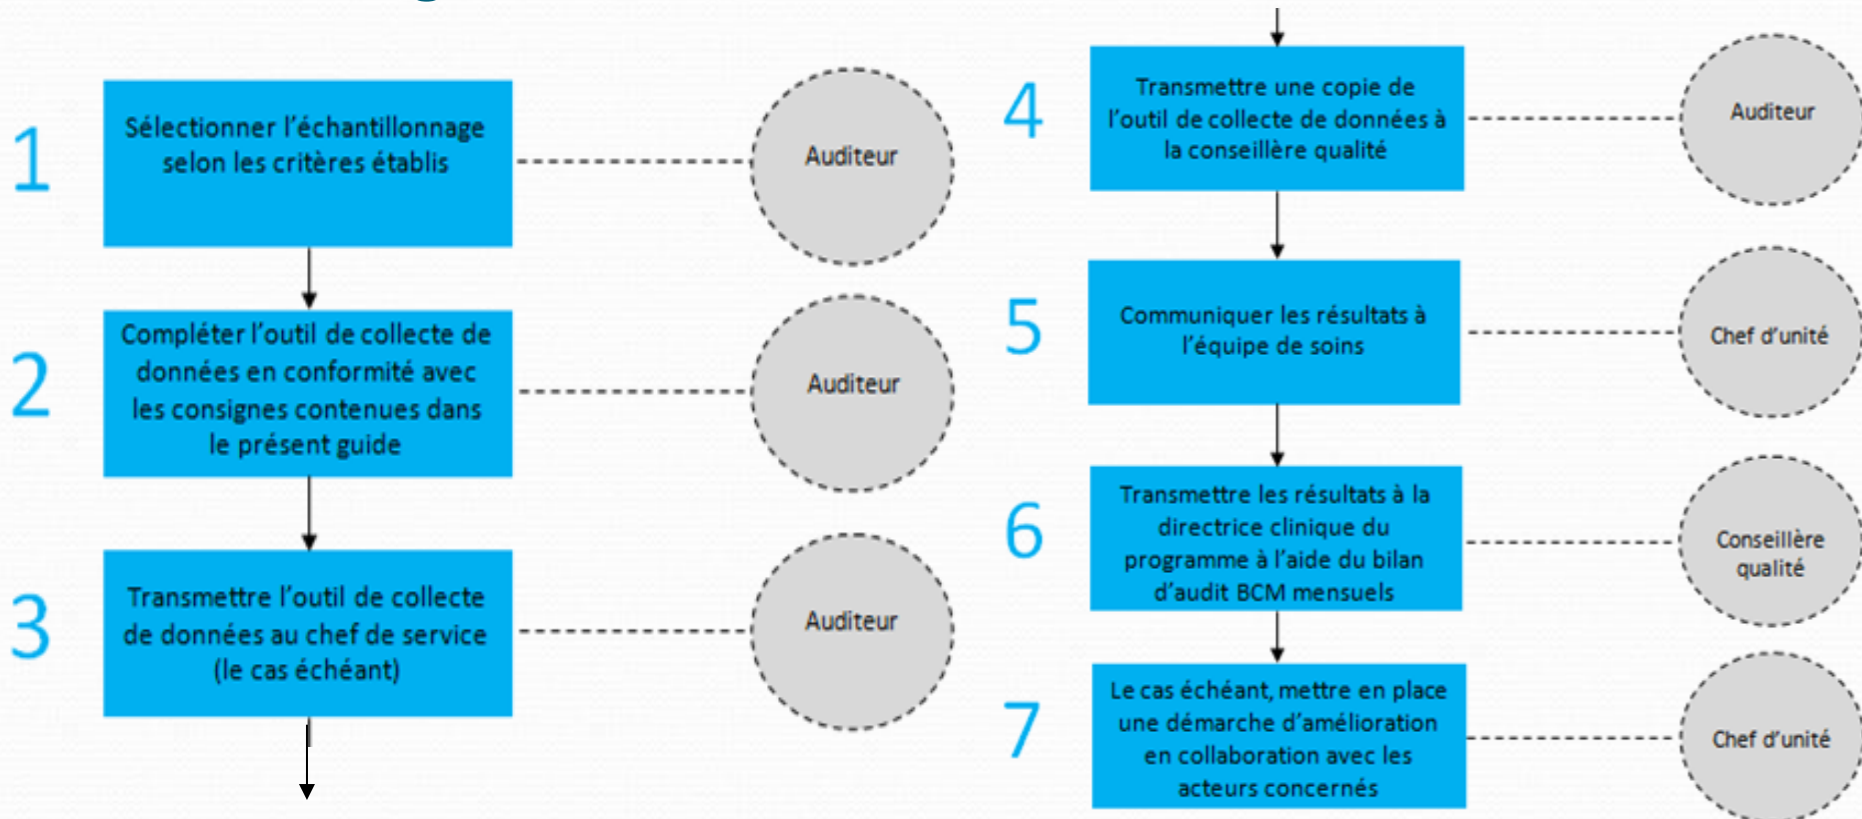 1
Sélectionner l’échantillonnage
selon les critères établis
Auditeur
2
Compléter l’outil de collecte de
données en conformité avec
les consignes contenues dans
le présent guide
Auditeur
3
Transmettre l’outil de collecte
de données au chef de service
(le cas échéant)
Auditeur
4
Transmettre une copie de
l’outil de collecte de données à
la conseillère qualité
Auditeur
5
Communiquer les résultats à
l’équipe de soins
Chef d’unité
6
Transmettre les résultats à la
directrice clinique du
programme à l’aide du bilan
d’audit BCM mensuels
Conseillère
qualité
7
Le cas échéant, mettre en place
une démarche d’amélioration
en collaboration avec les
acteurs concernés
Chef d’unité